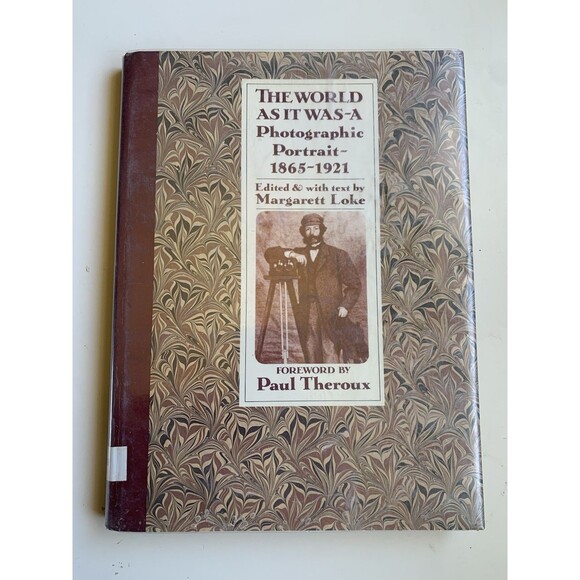 THE WORLD
AS IT WAS-A
Photographic
Portrait-
1865-1921
Edited & with text by
Margarett Loke
FOREWORD BY
Paul Theroux